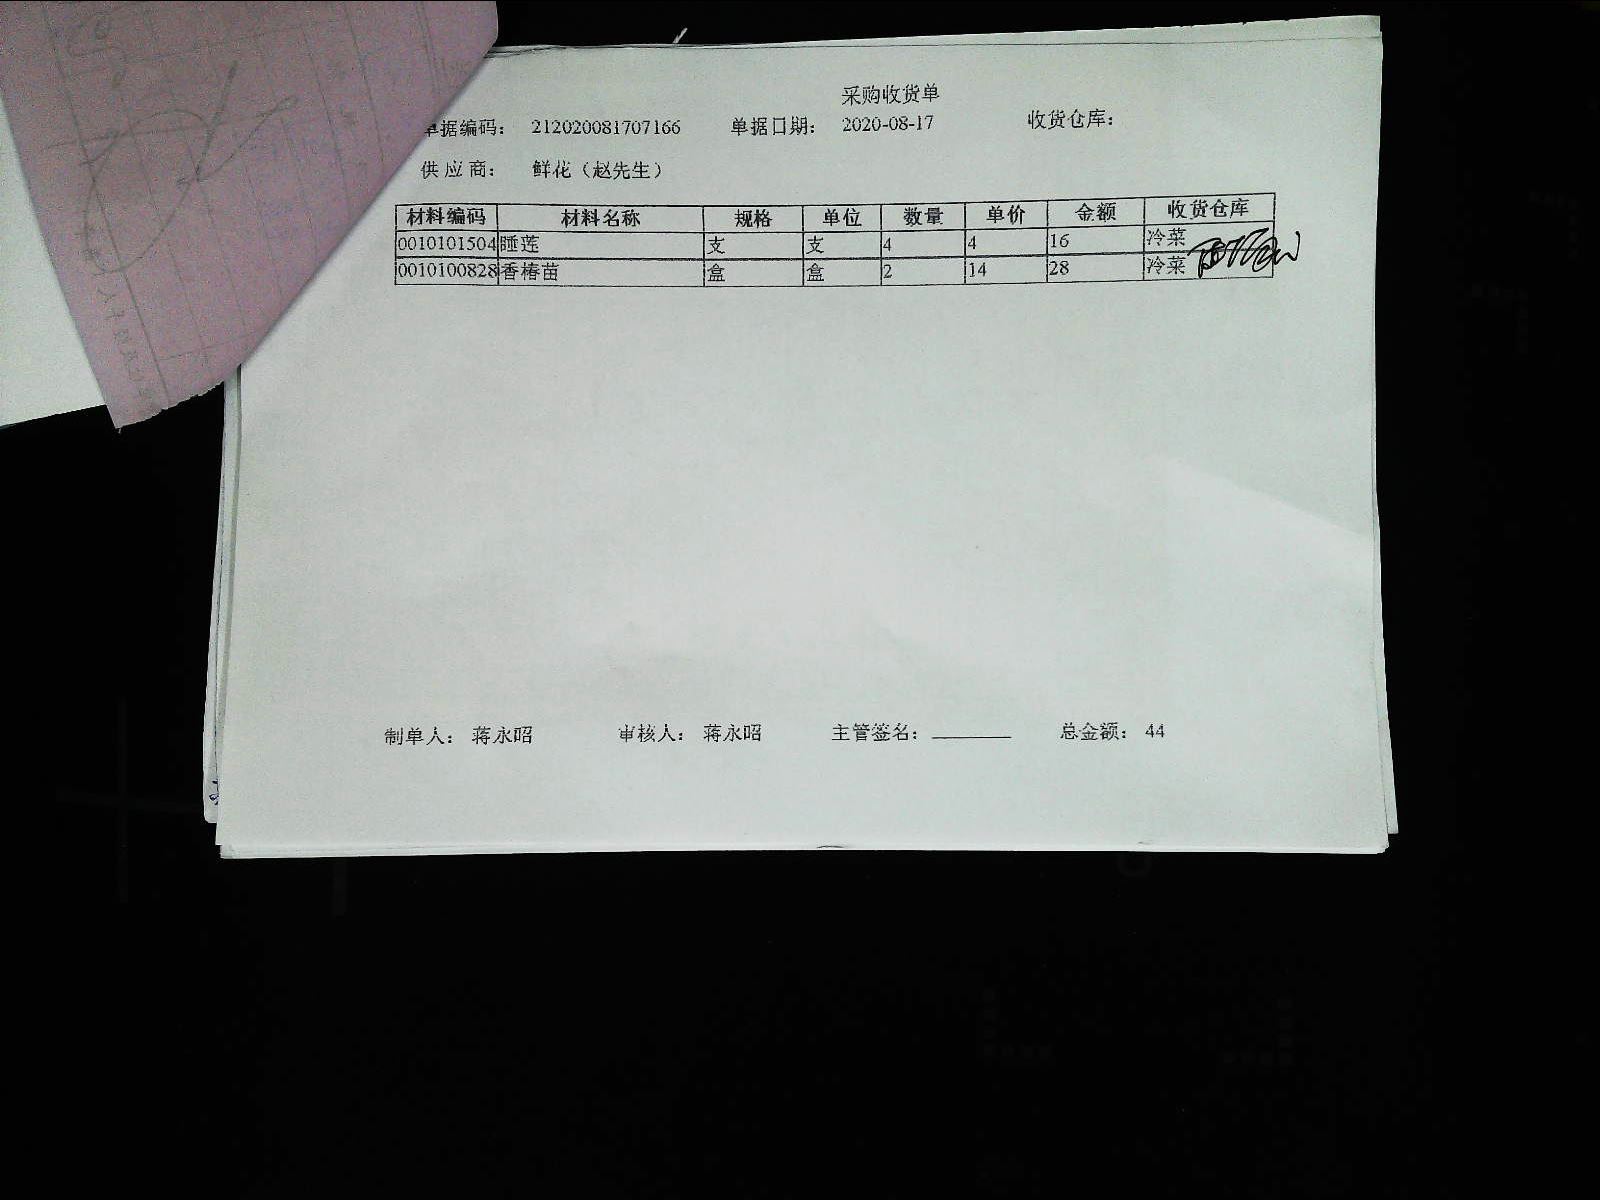 采购收货单
单据编码： 212020081707166 单据日期： 2020-08-17 收货仓库：
供应商： 鲜花（赵先生）
材料编码 材料名称 规格 单位 数量 单价 金额 收货仓库
0010101504 睡莲 支 支 4 4 16 冷菜
0010100828 香椿苗 盒 盒 2 14 28 冷菜
制单人： 蒋永昭 审核人： 蒋永昭 主管签名： 总金额： 44